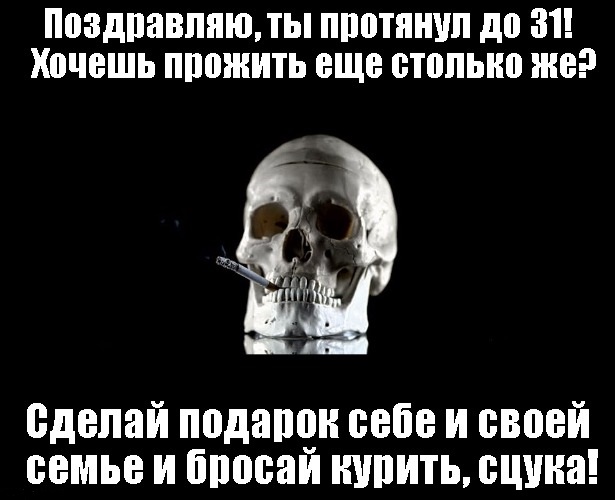 Поздравляю, ты протянул до 31!
Хочешь прожить еще столько же?
Сделай подарок себе и своей
семье и бросай курить, сцука!